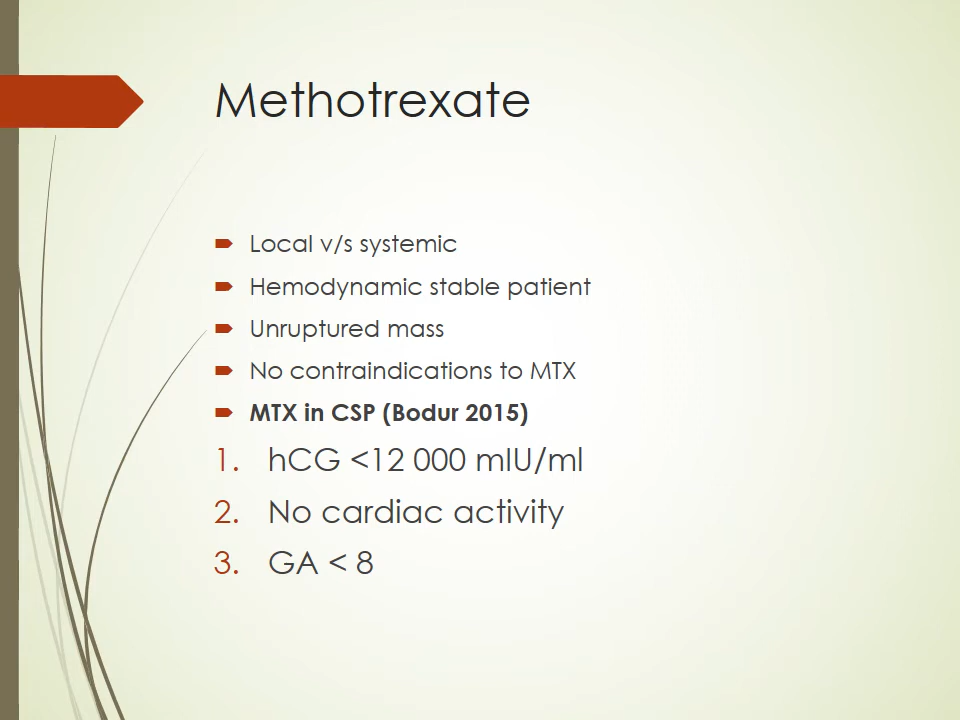 Methotrexate
Local v/s systemic
Hemodynamic stable patient
Unruptured mass
No contraindications to MTX
MTX in CSP (Bodur 2015)
1. hCG <12 000 mIU/ml
2. No cardiac activity
3. GA < 8